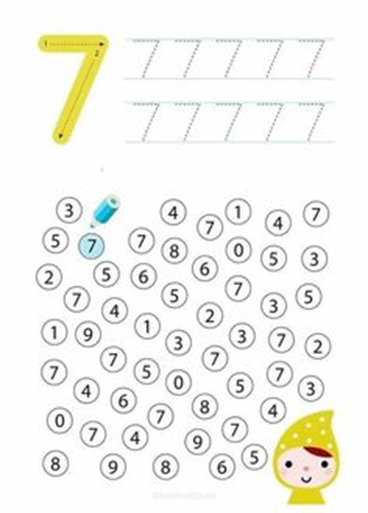 7
1
2
3 4 7 1 4 7
5 7 7 8 0 5 3
2 5 6 6
7 4 5 2 7 3 5
1 9 1 3 7 3 7 2
7 7 5 0 5 7 3
4 6 7 8 4
0 7 4 9 7
8 9 8 6 5